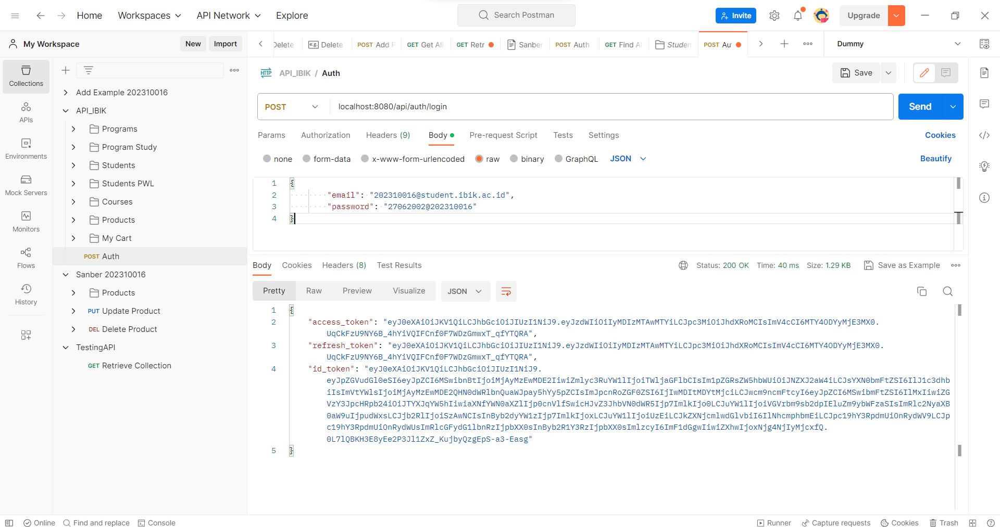 Home
Workspaces
API Network
Explore
Search Postman
Invite
Upgrade
My Workspace
New
Import
Delete
e.g. Delete
POST Add
GET Get All
GET Retr
Sanber
POST Auth
GET Find
Studen
POST Au
Dummy
Collections
APIs
Environments
Mock Servers
Monitors
Flows
History
Add Example 202310016
API_IBIK
Programs
Program Study
Students
Students PWL
Courses
Products
My Cart
POST Auth
Sanber 202310016
Products
PUT Update Product
DEL Delete Product
TestingAPI
GET Retrieve Collection
HTTP API_IBIK / Auth
Save
POST
localhost:8080/api/auth/login
Send
Params
Authorization
Headers (9)
Body
Pre-request Script
Tests
Settings
Cookies
none
form-data
x-www-form-urlencoded
raw
binary
GraphQL
JSON
Beautify
1 {
2 "email": "202310016@student.ibik.ac.id",
3 "password": "27062002@202310016"
4 }
Body
Cookies
Headers (8)
Test Results
Status: 200 OK
Time: 40 ms
Size: 1.29 KB
Save as Example
Pretty
Raw
Preview
Visualize
JSON
1 {
2 "access_token": "eyJ0eXAiOiJKV1QiLCJhbGciOiJIUzI1NiJ9.eyJzdWIiOiIyMDIzMTAwMTYiLCJpc3MiOiJhdXRoMCIsImV4cCI6MTY4ODYyMjE3MX0.
UqCkFzU9NY6B_4hYiVQIFCnf0F7WDzGmwxT_qfYTQRA",
3 "refresh_token": "eyJ0eXAiOiJKV1QiLCJhbGciOiJIUzI1NiJ9.eyJzdWIiOiIyMDIzMTAwMTYiLCJpc3MiOiJhdXRoMCIsImV4cCI6MTY4ODYyMjE3MX0.
UqCkFzU9NY6B_4hYiVQIFCnf0F7WDzGmwxT_qfYTQRA",
4 "id_token": "eyJ0eXAiOiJKV1QiLCJhbGciOiJIUzI1NiJ9.
eyJpZGVudGl0eSI6eyJpZCI6MSwibnBtIjoiMjAyMzEwMDE2IiwiZmlyc3RuYW1lIjoiTWljaGFlbCIsIm1pZGRsZW5hbWUiOiJNZXJ2aW4iLCJsYXN0bmFtZSI6IlJ1c3dhb
iIsImVtYWlsIjoiMjAyMzEwMDE2QHN0dWRlbnQuaWJpay5hYy5pZCIsImJpcnRoZGF0ZSI6IjIwMDItMDYtMjciLCJwcm9ncmFtcyI6eyJpZCI6MSwibmFtZSI6IlMxIiwiZG
VzY3JpcHRpb24iOiJTYXJqYW5hIiwiaXNfYWN0aXZlIjp0cnVlfSwicHJvZ3JhbVN0dWR5Ijp7ImlkIjo0LCJuYW1lIjoiVGVrbm9sb2dpIEluZm9ybWFzaSIsImRlc2NyaXB
0aW9uIjpudWxsLCJjb2RlIjoiSzAwNCIsInByb2dyYW1zIjp7ImlkIjoxLCJuYW1lIjoiUzEiLCJkZXNjcmlwdGlvbiI6IlNhcmphbmEiLCJpc19hY3RpdmUiOnRydWV9LCJp
c19hY3RpdmUiOnRydWUsImRlcGFydG1lbnRzIjpbXX0sInByb2R1Y3RzIjpbXX0sImlzcyI6ImF1dGgwIiwiZXhwIjoxNjg4NjIyMjcxfQ.
0L7lQBKH3E8yEe2P3Jl1ZxZ_KujbyQzgEpS-a3-Easg"
5 }
Online
Find and replace
Console
Runner
Capture requests
Cookies
Trash